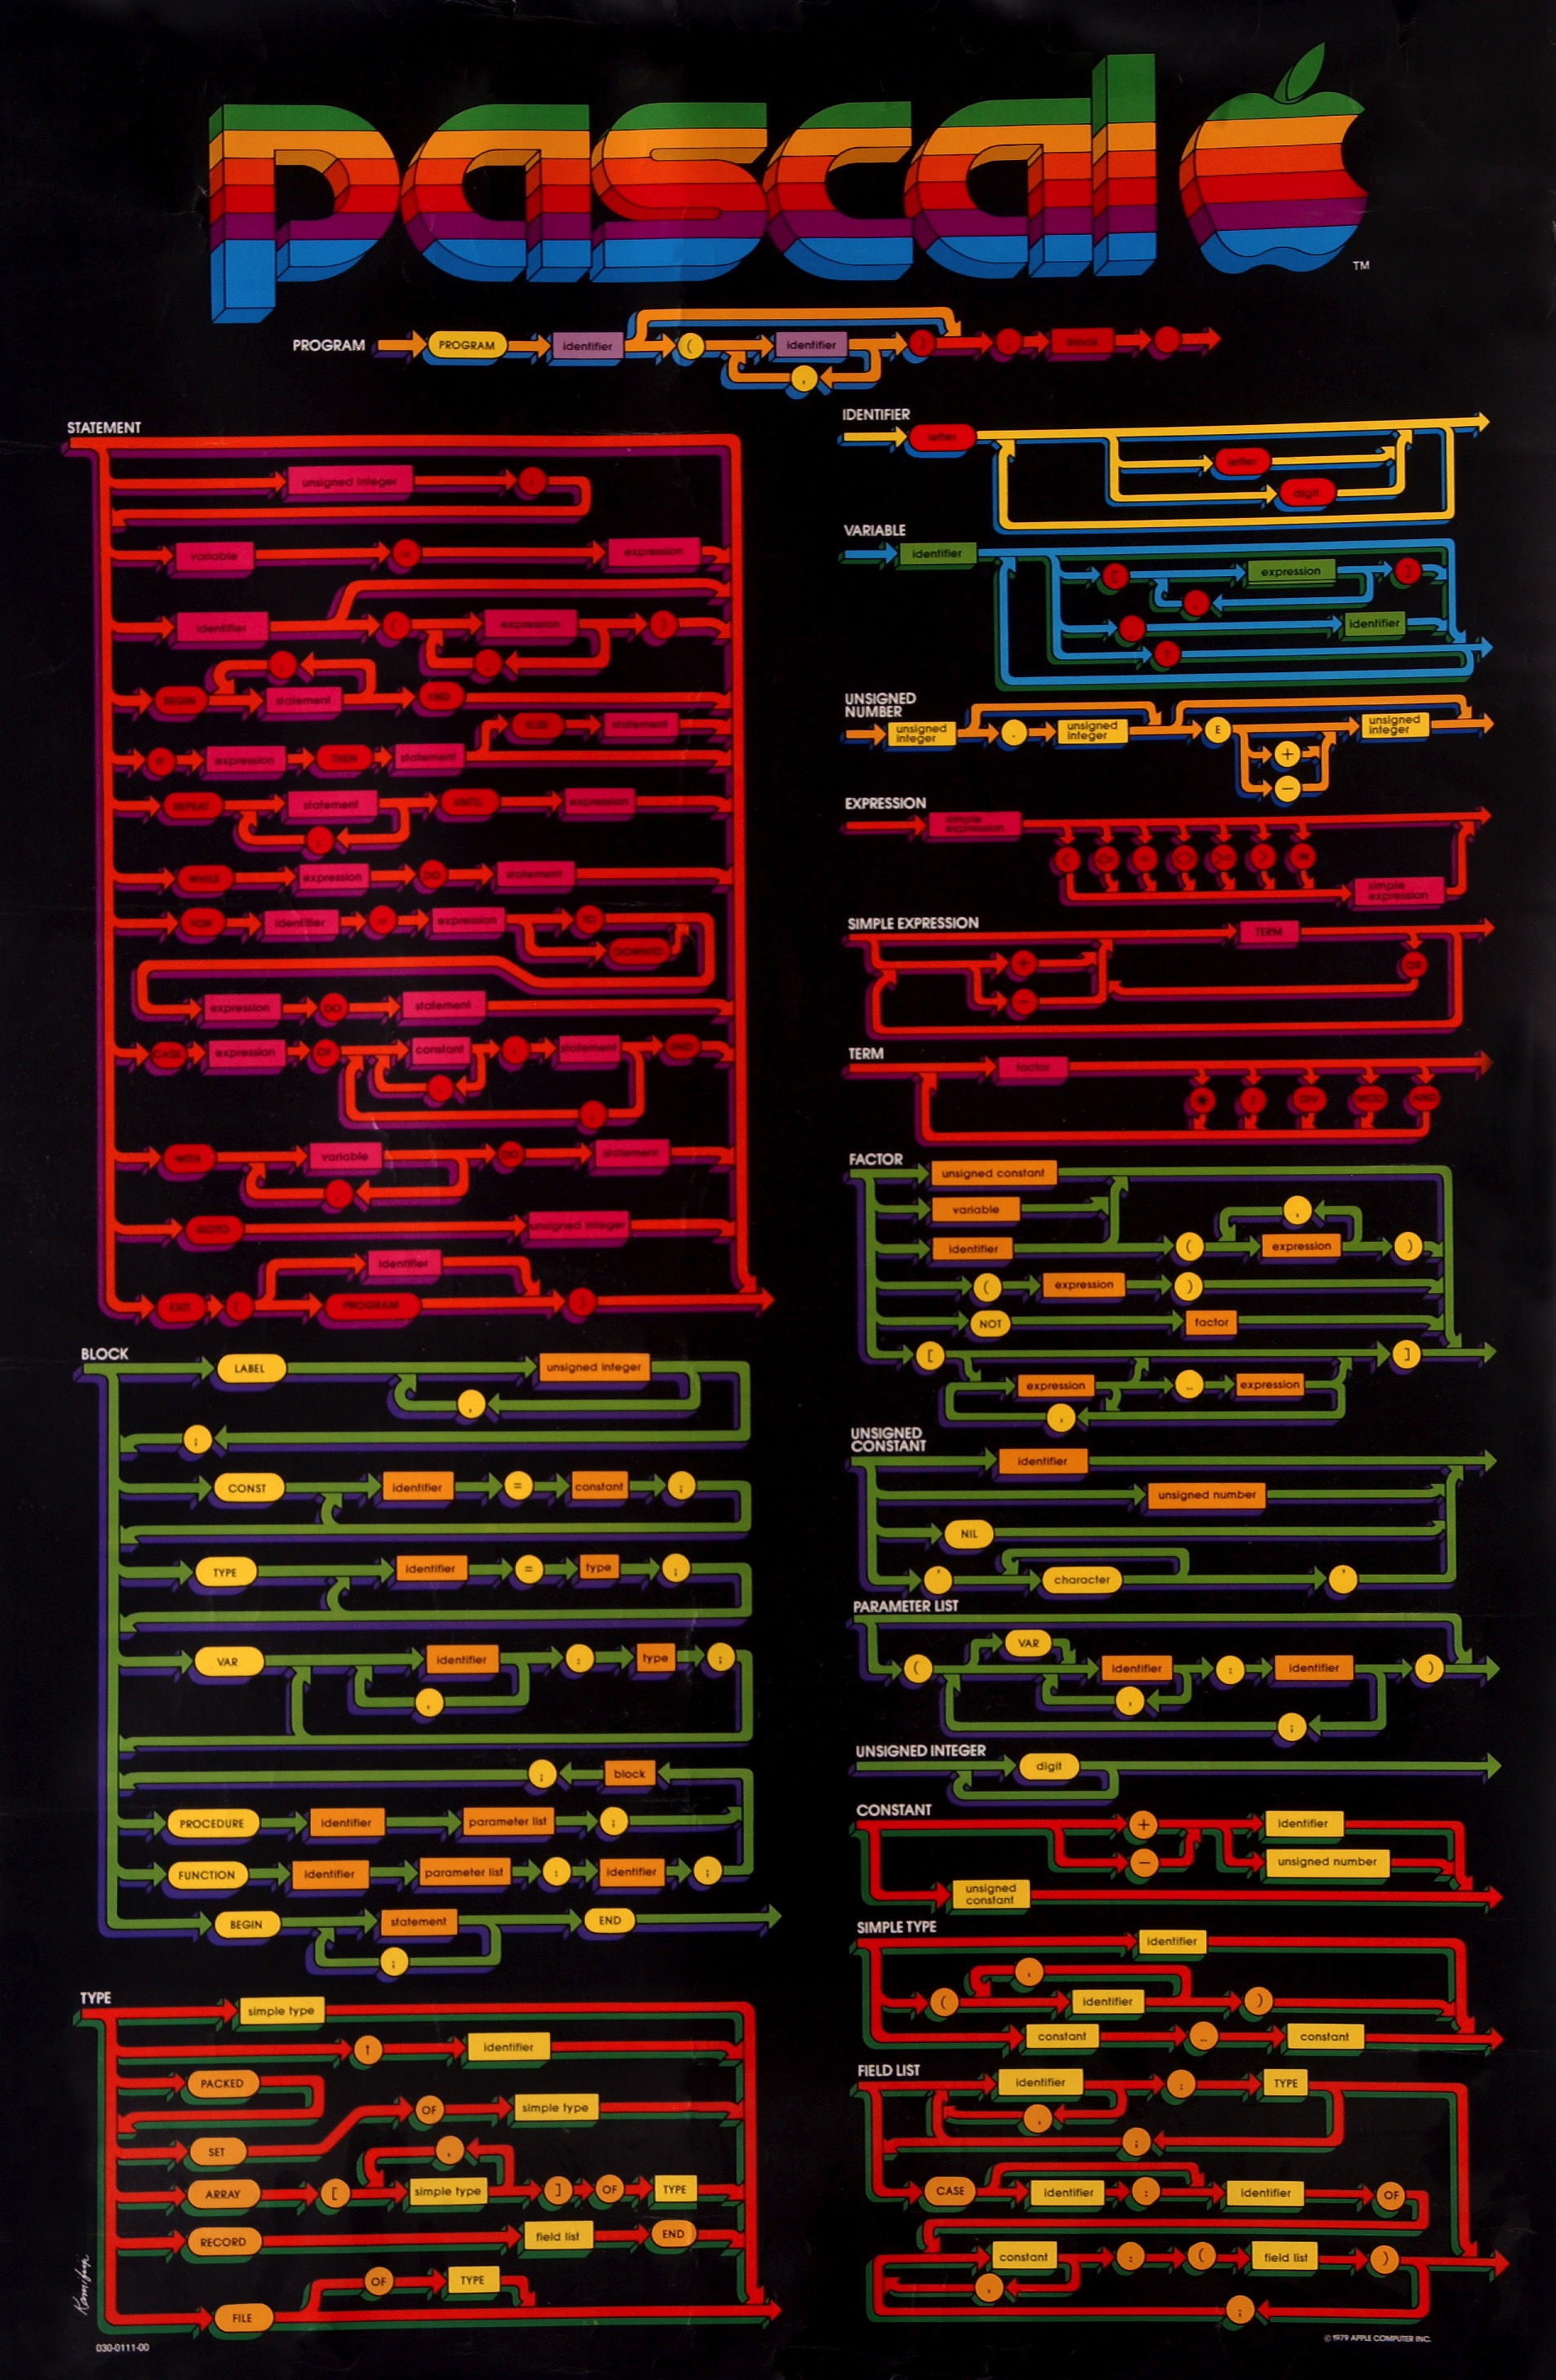 pascal
TM
PROGRAM PROGRAM identifier ( identifier ) ; block .
,
STATEMENT
unsigned integer :
variable expression
identifier ( expression )
,
;
BEGIN statement END
ELSE statement
IF expression THEN statement
REPEAT statement UNTIL expression
;
WHILE expression DO statement
FOR identifier expression TO
DOWNTO
expression DO statement
CASE expression OF constant : statement END
,
;
WITH variable DO statement
,
GOTO unsigned integer
identifier
EXIT ( PROGRAM )
BLOCK
LABEL unsigned integer
,
;
CONST identifier = constant ;
TYPE identifier = type ;
VAR identifier : type ;
,
; block
PROCEDURE identifier parameter list ;
FUNCTION identifier parameter list : identifier ;
BEGIN statement END
;
TYPE
simple type
↑ identifier
PACKED
OF simple type
SET
,
ARRAY [ simple type ] OF TYPE
RECORD field list END
OF TYPE
FILE
Kamifuji
030-0111-00
IDENTIFIER
letter
letter
digit
VARIABLE
identifier
[ expression ]
,
. identifier
↑
UNSIGNED
NUMBER
unsigned integer . unsigned integer E unsigned integer
+
−
EXPRESSION
simple
expression
< <= = <> >= >
simple
expression
SIMPLE EXPRESSION
TERM
+
OR
−
TERM
factor
* / DIV MOD AND
FACTOR
unsigned constant
variable
,
identifier ( expression )
( expression )
NOT factor
[ ]
expression .. expression
,
UNSIGNED
CONSTANT
identifier
unsigned number
NIL
' character '
PARAMETER LIST
VAR
( identifier : identifier )
,
;
UNSIGNED INTEGER
digit
CONSTANT
+ identifier
− unsigned number
unsigned
constant
SIMPLE TYPE
identifier
,
( identifier )
constant .. constant
FIELD LIST
identifier : TYPE
,
;
CASE identifier : identifier OF
constant : ( field list )
,
;
© 1979 APPLE COMPUTER INC.